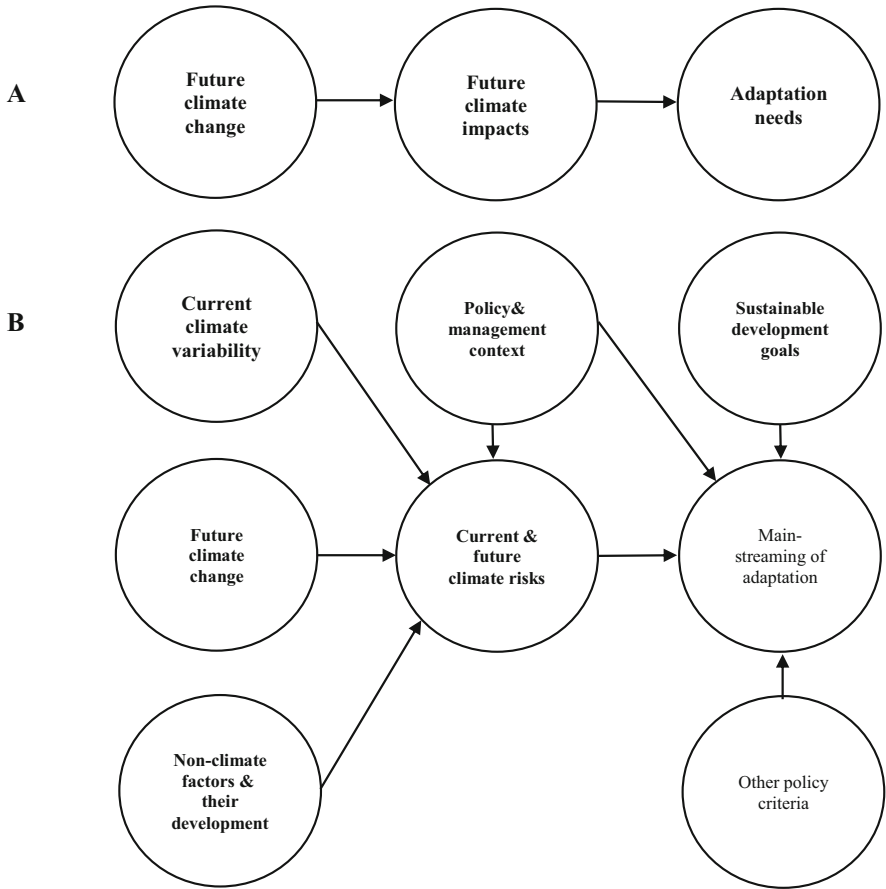 A
Future
climate
change
Future
climate
impacts
Adaptation
needs
B
Current
climate
variability
Policy&
management
context
Sustainable
development
goals
Future
climate
change
Current &
future
climate risks
Main-
streaming of
adaptation
Non-climate
factors &
their
development
Other policy
criteria